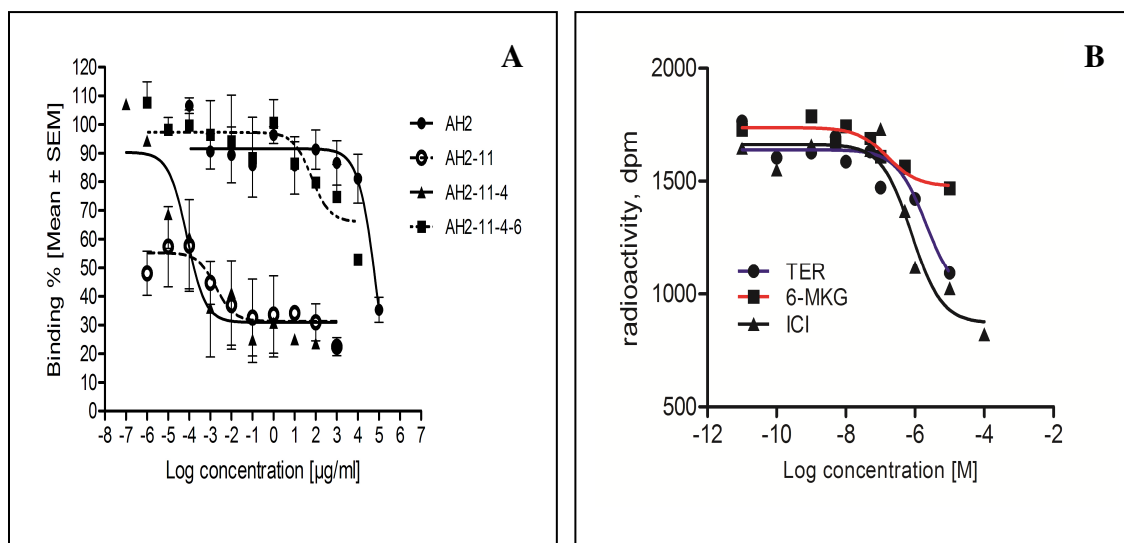 A
Binding % [Mean ± SEM]
120
110
100
90
80
70
60
50
40
30
20
10
0
-8 -7 -6 -5 -4 -3 -2 -1 0 1 2 3 4 5 6 7
Log concentration [µg/ml]
AH2
AH2-11
AH2-11-4
AH2-11-4-6
B
radioactivity, dpm
2000
1500
1000
500
-12 -10 -8 -6 -4 -2
Log concentration [M]
TER
6-MKG
ICI